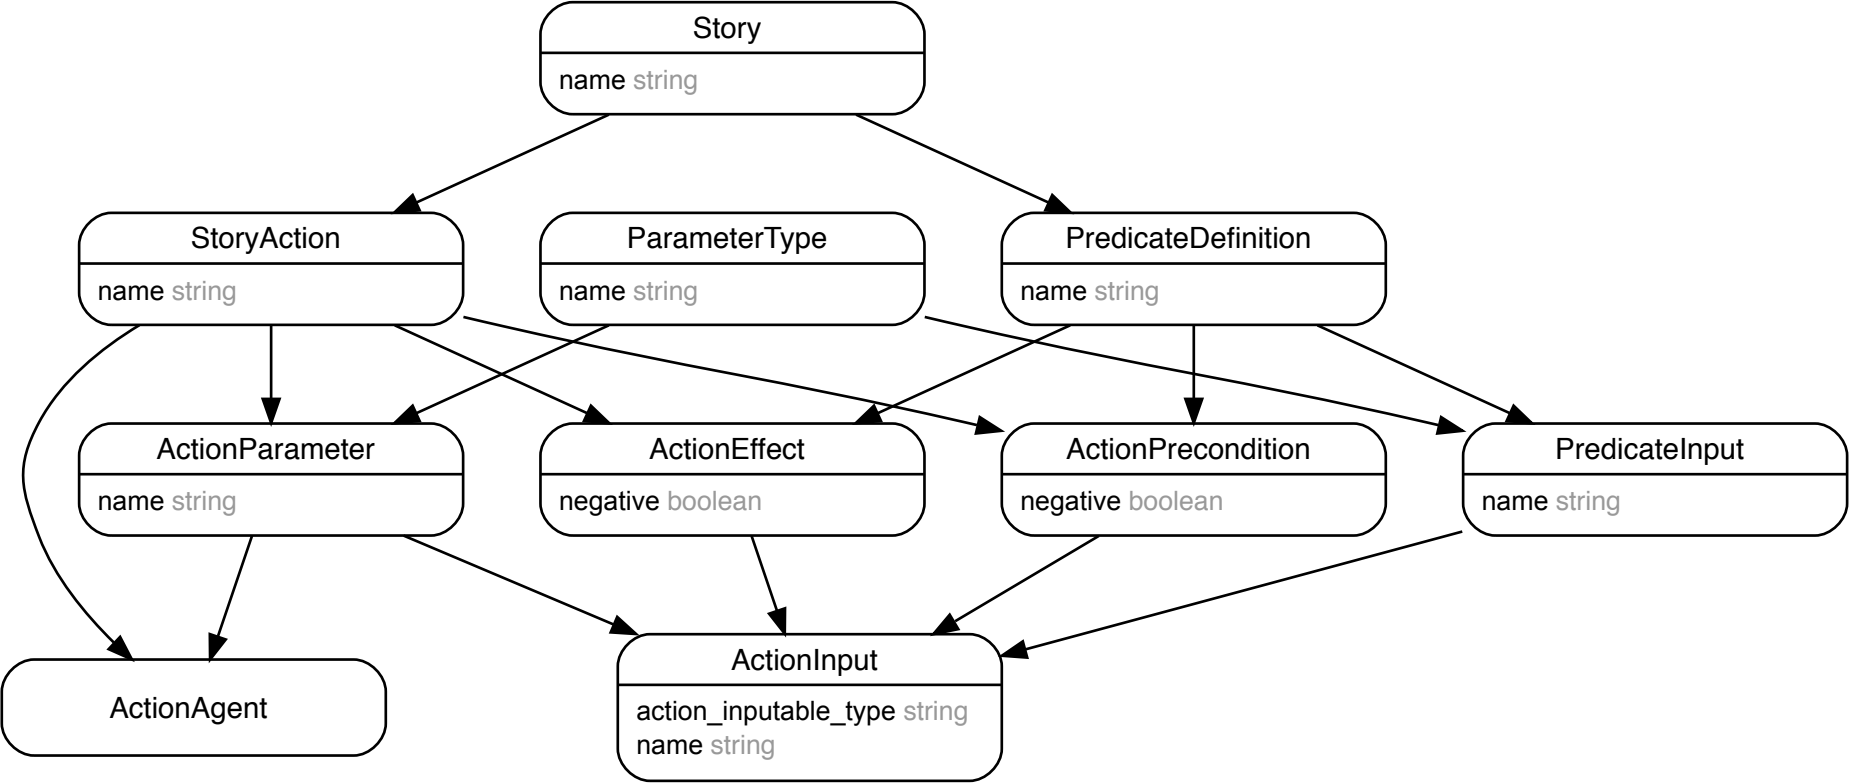 Story
name string
StoryAction
name string
ParameterType
name string
PredicateDefinition
name string
ActionParameter
name string
ActionEffect
negative boolean
ActionPrecondition
negative boolean
PredicateInput
name string
ActionAgent
ActionInput
action_inputable_type string
name string